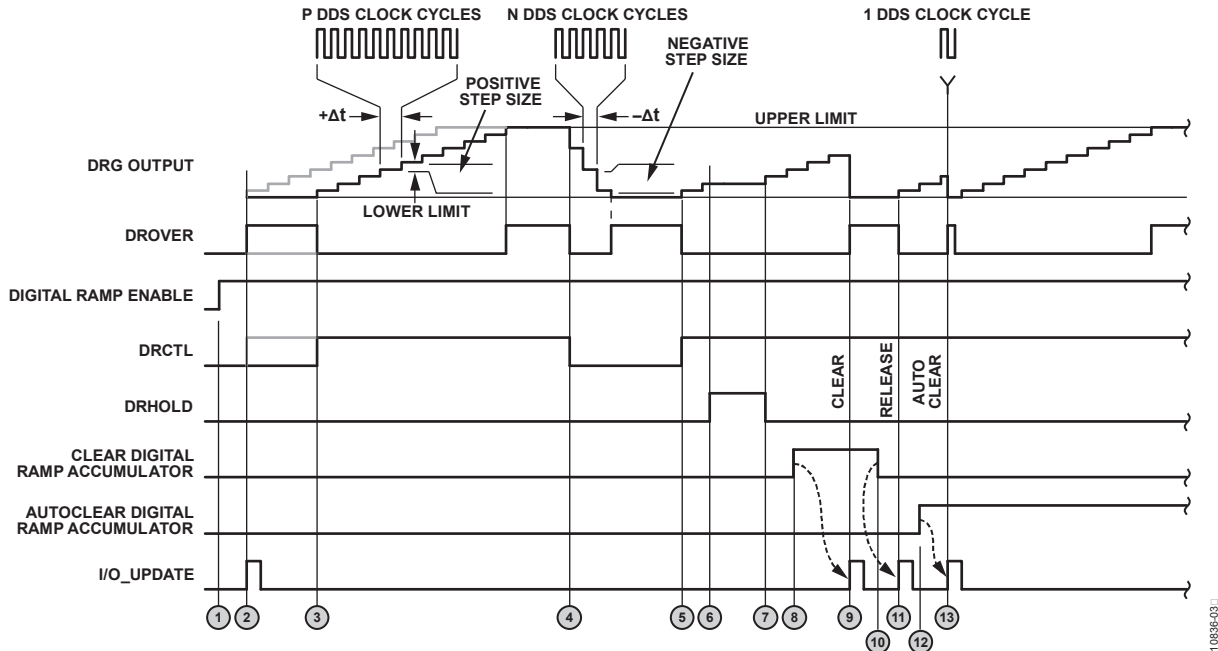 P DDS CLOCK CYCLES
N DDS CLOCK CYCLES
1 DDS CLOCK CYCLE
NEGATIVE
STEP SIZE
POSITIVE
STEP SIZE
+Δt
–Δt
UPPER LIMIT
DRG OUTPUT
LOWER LIMIT
DROVER
DIGITAL RAMP ENABLE
DRCTL
CLEAR
RELEASE
AUTO
CLEAR
DRHOLD
CLEAR DIGITAL
RAMP ACCUMULATOR
AUTOCLEAR DIGITAL
RAMP ACCUMULATOR
I/O_UPDATE
1 2 3 4 5 6 7 8 9 11 13
10 12
10836-03